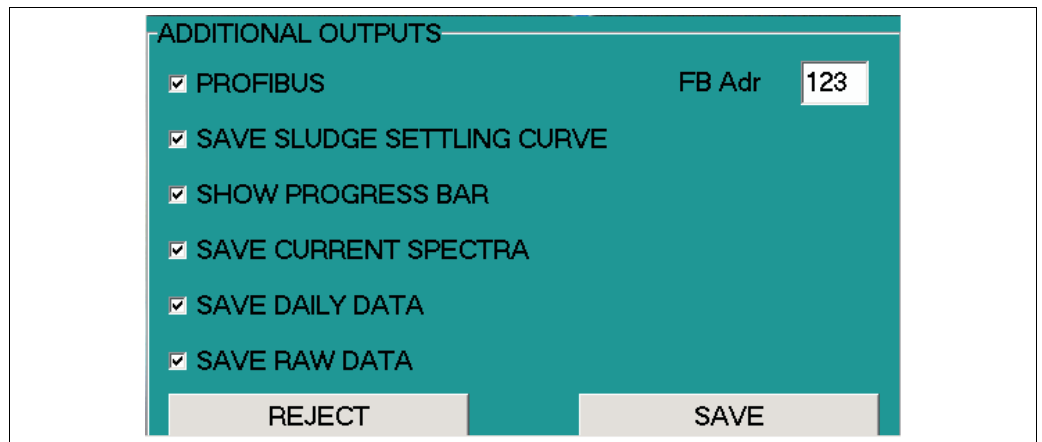 ADDITIONAL OUTPUTS
PROFIBUS FB Adr 123
SAVE SLUDGE SETTLING CURVE
SHOW PROGRESS BAR
SAVE CURRENT SPECTRA
SAVE DAILY DATA
SAVE RAW DATA
REJECT SAVE